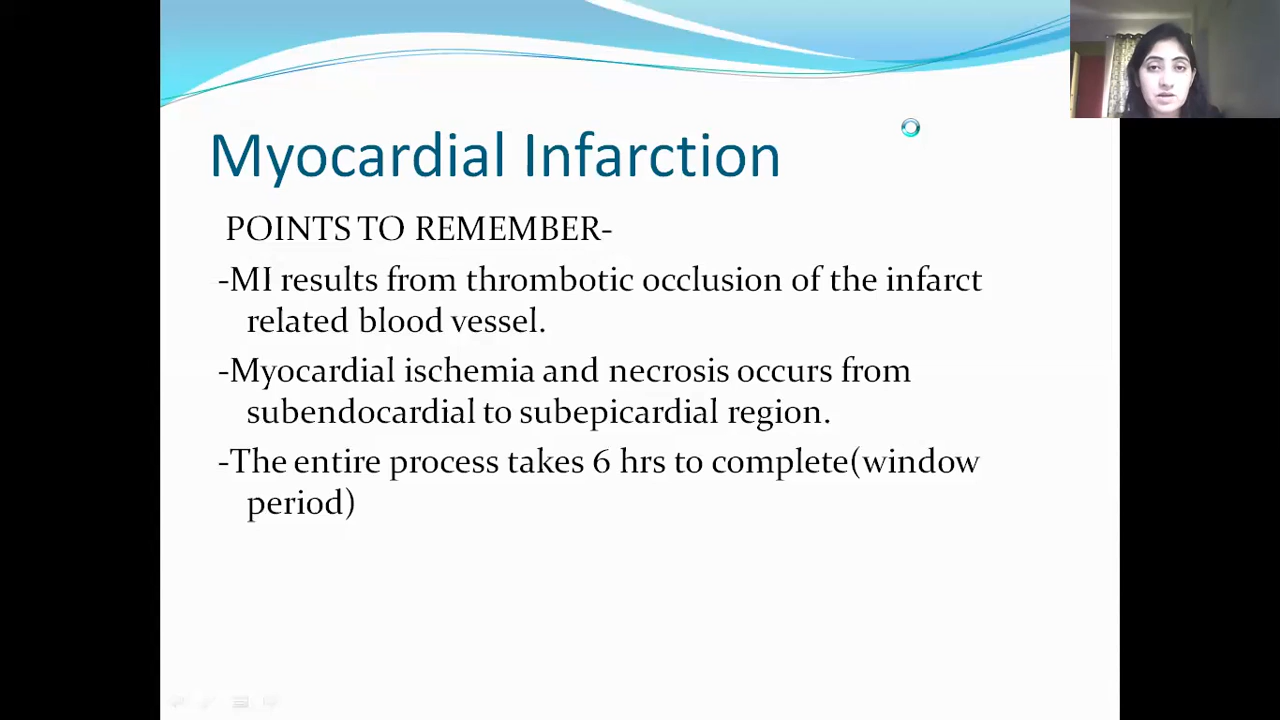 Myocardial Infarction
POINTS TO REMEMBER-
-MI results from thrombotic occlusion of the infarct
related blood vessel.
-Myocardial ischemia and necrosis occurs from
subendocardial to subepicardial region.
-The entire process takes 6 hrs to complete(window
period)